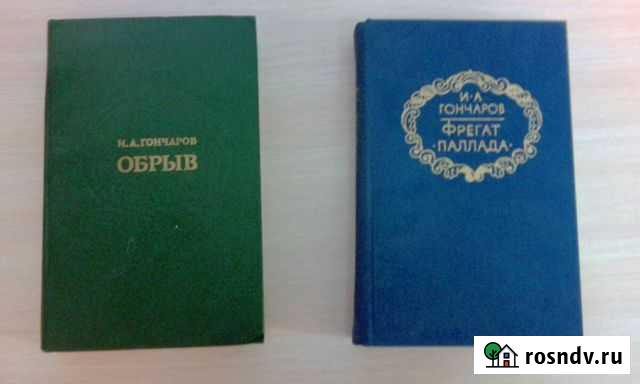 И.А.ГОНЧАРОВ
ОБРЫВ
И·А
ГОНЧАРОВ
ФРЕГАТ
·ПАЛЛАДА·
rosndv.ru